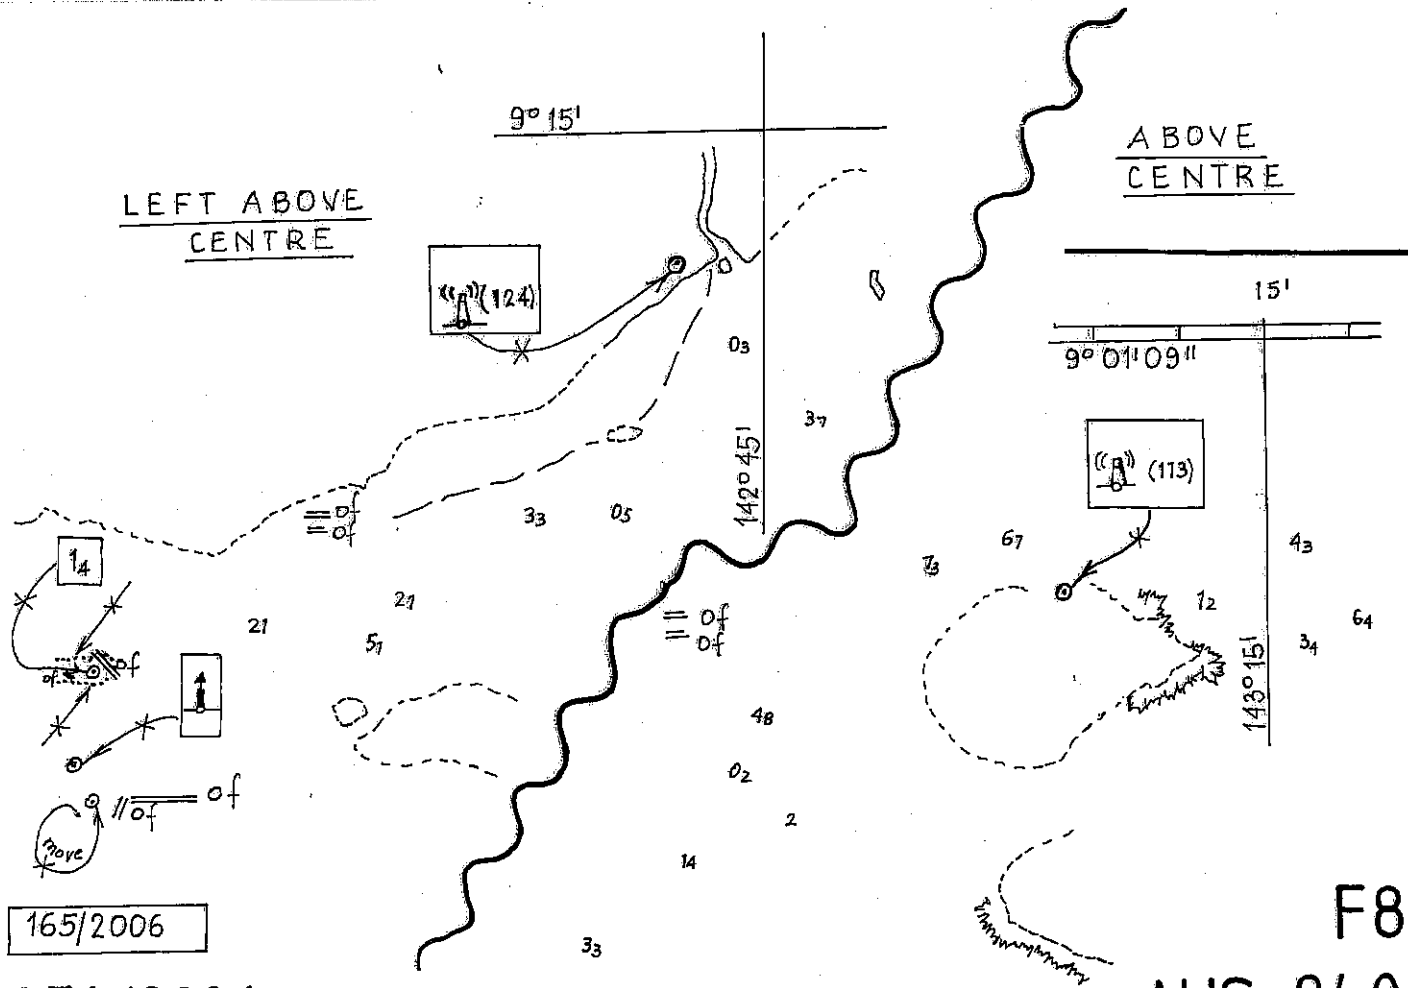 9° 15'
ABOVE
CENTRE
LEFT ABOVE
CENTRE
(124)
15'
9° 01' 09"
03
37
142° 45'
(113)
33
05
= 0f
= 0f
14
67
43
73
21
21
12
64
51
= 0f
= 0f
34
143° 15'
0f
0f
48
02
0f
0f
move
2
14
165/2006
33
F8